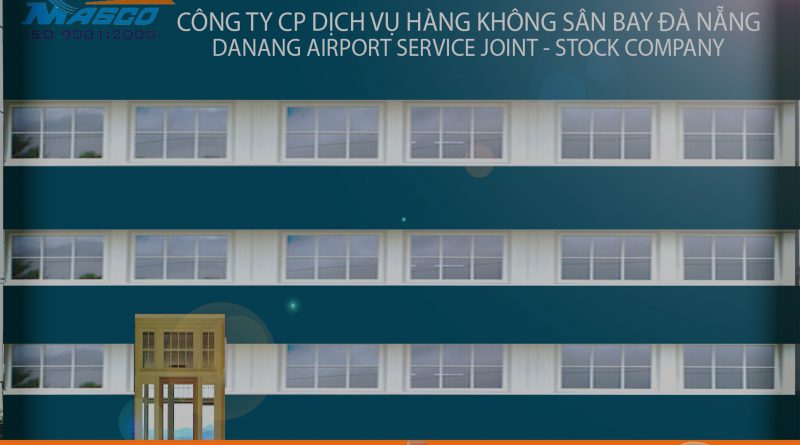 MASCO
ISO 9001:2008
CÔNG TY CP DỊCH VỤ HÀNG KHÔNG SÂN BAY ĐÀ NẴNG
DANANG AIRPORT SERVICE JOINT - STOCK COMPANY